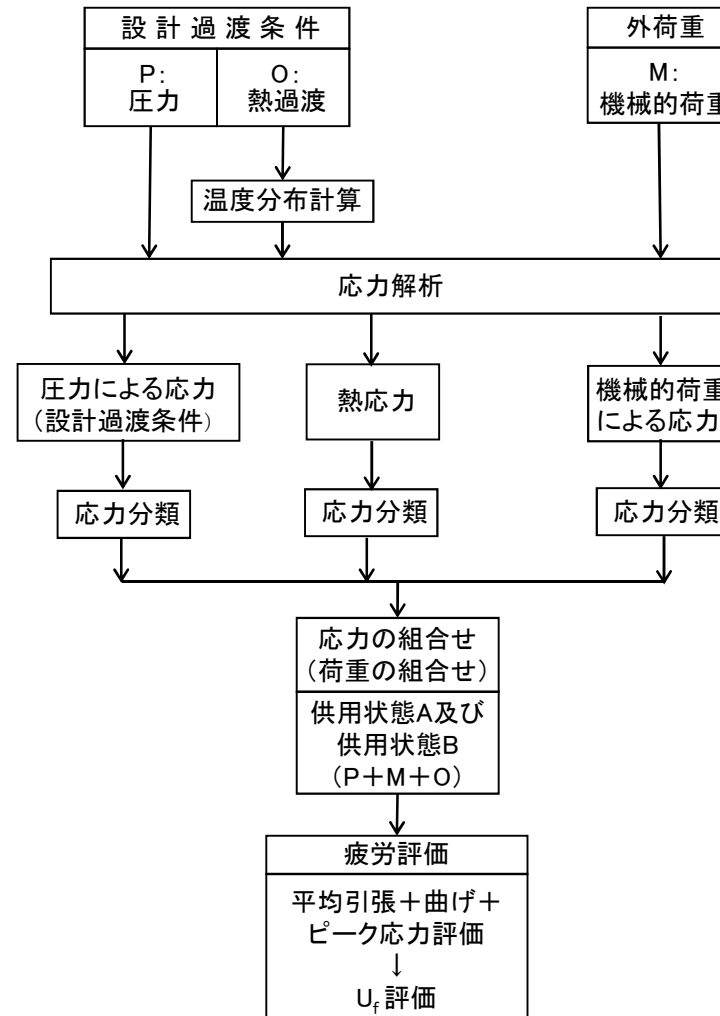 設計過渡条件
外荷重
P:
圧力
O:
熱過渡
M:
機械的荷重
温度分布計算
応力解析
圧力による応力
(設計過渡条件)
熱応力
機械的荷重
による応力
応力分類
応力分類
応力分類
応力の組合せ
(荷重の組合せ)
供用状態A及び
供用状態B
(P+M+O)
疲労評価
平均引張+曲げ+
ピーク応力評価
↓
Uf 評価